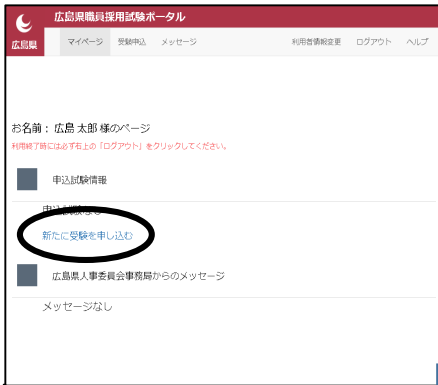 広島県職員採用試験ポータル
広島県
マイページ 受験申込 メッセージ 利用者情報変更 ログアウト ヘルプ
お名前： 広島 太郎 様のページ
利用終了時には必ず右上の「ログアウト」をクリックしてください。
申込試験情報
申込試験なし
新たに受験を申し込む
広島県人事委員会事務局からのメッセージ
メッセージなし